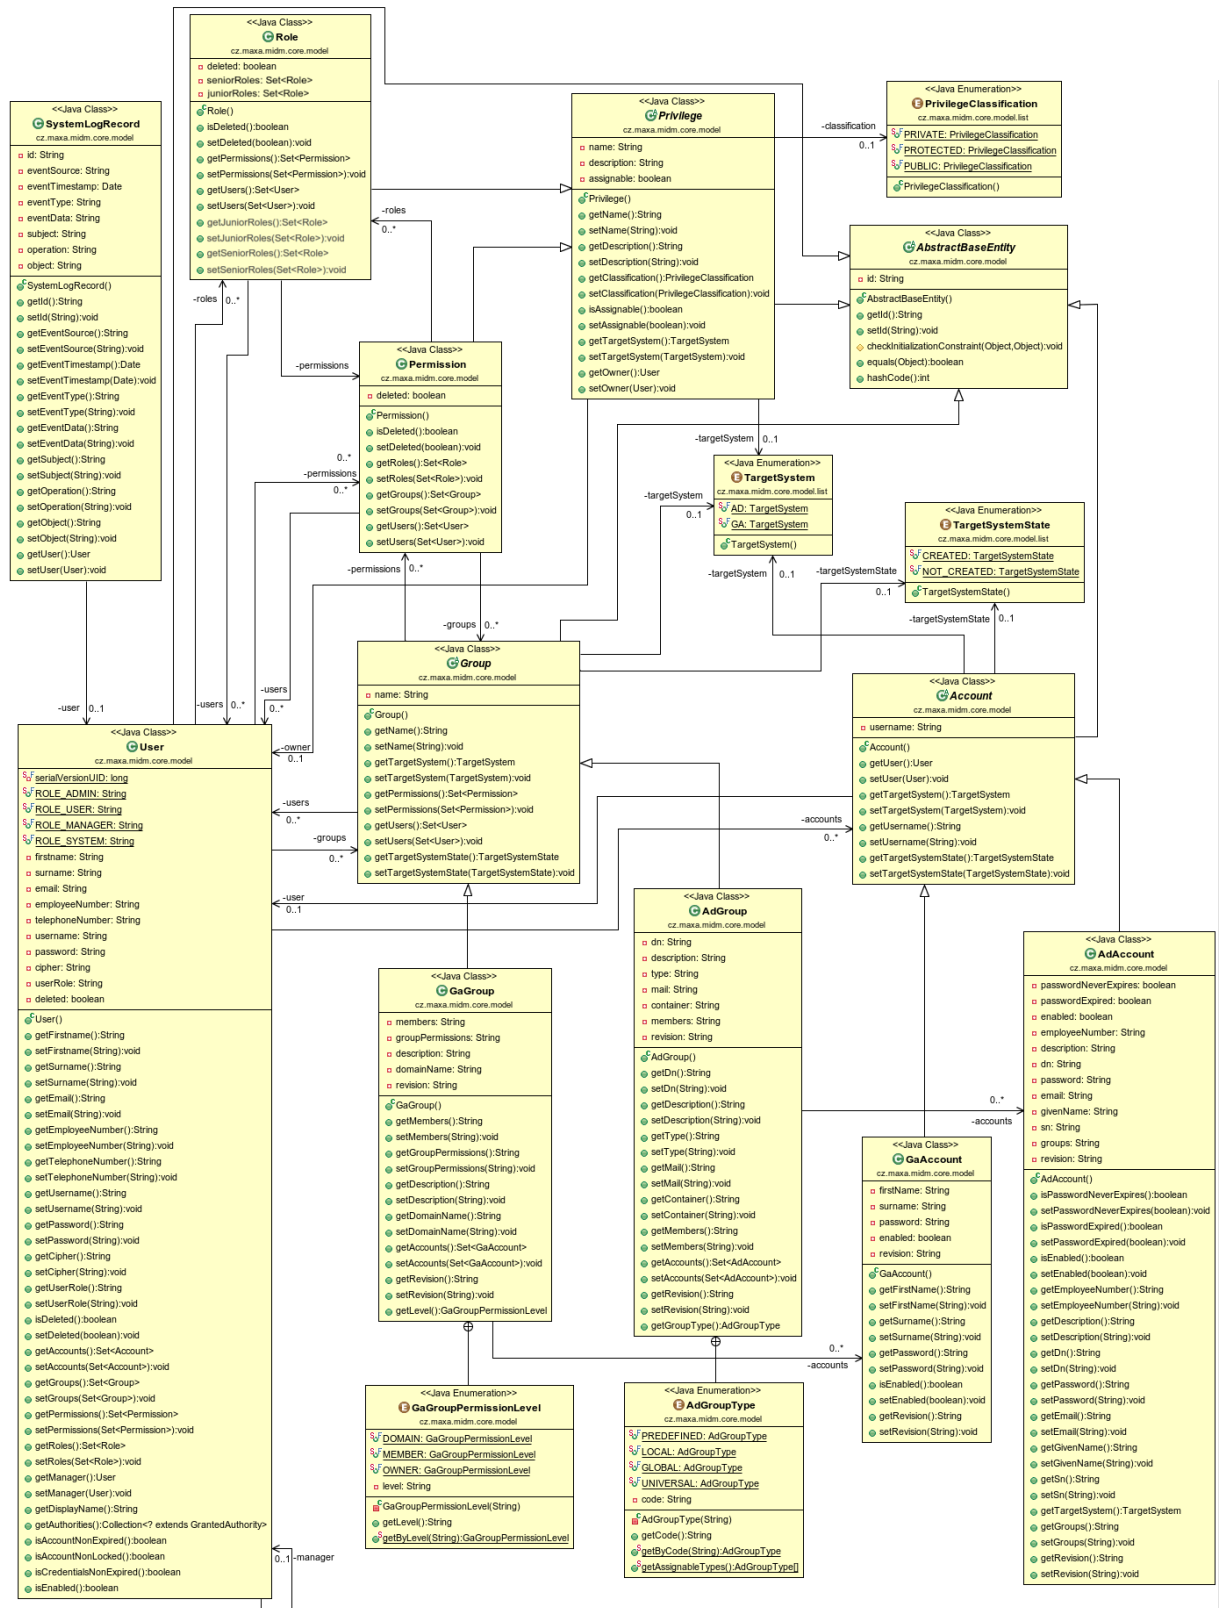 <<Java Class>>
Role
cz.maxa.midm.core.model
deleted: boolean
seniorRoles: Set<Role>
juniorRoles: Set<Role>
Role()
isDeleted():boolean
setDeleted(boolean):void
getPermissions():Set<Permission>
setPermissions(Set<Permission>):void
getUsers():Set<User>
setUsers(Set<User>):void
getJuniorRoles():Set<Role>
setJuniorRoles(Set<Role>):void
getSeniorRoles():Set<Role>
setSeniorRoles(Set<Role>):void
<<Java Class>>
SystemLogRecord
cz.maxa.midm.core.model
id: String
eventSource: String
eventTimestamp: Date
eventType: String
eventData: String
subject: String
operation: String
object: String
SystemLogRecord()
getId():String
setId(String):void
getEventSource():String
setEventSource(String):void
getEventTimestamp():Date
setEventTimestamp(Date):void
getEventType():String
setEventType(String):void
getEventData():String
setEventData(String):void
getSubject():String
setSubject(String):void
getOperation():String
setOperation(String):void
getObject():String
setObject(String):void
getUser():User
setUser(User):void
<<Java Class>>
Privilege
cz.maxa.midm.core.model
name: String
description: String
assignable: boolean
Privilege()
getName():String
setName(String):void
getDescription():String
setDescription(String):void
getClassification():PrivilegeClassification
setClassification(PrivilegeClassification):void
isAssignable():boolean
setAssignable(boolean):void
getTargetSystem():TargetSystem
setTargetSystem(TargetSystem):void
getOwner():User
setOwner(User):void
-classification
0..1
<<Java Enumeration>>
PrivilegeClassification
cz.maxa.midm.core.model.list
PRIVATE: PrivilegeClassification
PROTECTED: PrivilegeClassification
PUBLIC: PrivilegeClassification
PrivilegeClassification()
<<Java Class>>
AbstractBaseEntity
cz.maxa.midm.core.model
id: String
AbstractBaseEntity()
getId():String
setId(String):void
checkInitializationConstraint(Object,Object):void
equals(Object):boolean
hashCode():int
-roles
0..*
-roles
0..*
-permissions
0..*
<<Java Class>>
Permission
cz.maxa.midm.core.model
deleted: boolean
Permission()
isDeleted():boolean
setDeleted(boolean):void
getRoles():Set<Role>
setRoles(Set<Role>):void
getGroups():Set<Group>
setGroups(Set<Group>):void
getUsers():Set<User>
setUsers(Set<User>):void
-permissions
0..*
-permissions
0..*
-groups
0..*
-targetSystem
0..1
<<Java Enumeration>>
TargetSystem
cz.maxa.midm.core.model.list
AD: TargetSystem
GA: TargetSystem
TargetSystem()
-targetSystem
0..1
-targetSystem
0..1
<<Java Enumeration>>
TargetSystemState
cz.maxa.midm.core.model.list
CREATED: TargetSystemState
NOT_CREATED: TargetSystemState
TargetSystemState()
-targetSystemState
0..1
-targetSystemState
0..1
-user
0..1
-users
0..*
-users
0..*
-owner
0..1
-users
0..*
-groups
0..*
-user
0..1
-accounts
0..*
<<Java Class>>
Group
cz.maxa.midm.core.model
name: String
Group()
getName():String
setName(String):void
getTargetSystem():TargetSystem
setTargetSystem(TargetSystem):void
getPermissions():Set<Permission>
setPermissions(Set<Permission>):void
getUsers():Set<User>
setUsers(Set<User>):void
getTargetSystemState():TargetSystemState
setTargetSystemState(TargetSystemState):void
<<Java Class>>
Account
cz.maxa.midm.core.model
username: String
Account()
getUser():User
setUser(User):void
getTargetSystem():TargetSystem
setTargetSystem(TargetSystem):void
getUsername():String
setUsername(String):void
getTargetSystemState():TargetSystemState
setTargetSystemState(TargetSystemState):void
<<Java Class>>
User
cz.maxa.midm.core.model
serialVersionUID: long
ROLE_ADMIN: String
ROLE_USER: String
ROLE_MANAGER: String
ROLE_SYSTEM: String
firstname: String
surname: String
email: String
employeeNumber: String
telephoneNumber: String
username: String
password: String
cipher: String
userRole: String
deleted: boolean
User()
getFirstname():String
setFirstname(String):void
getSurname():String
setSurname(String):void
getEmail():String
setEmail(String):void
getEmployeeNumber():String
setEmployeeNumber(String):void
getTelephoneNumber():String
setTelephoneNumber(String):void
getUsername():String
setUsername(String):void
getPassword():String
setPassword(String):void
getCipher():String
setCipher(String):void
getUserRole():String
setUserRole(String):void
isDeleted():boolean
setDeleted(boolean):void
getAccounts():Set<Account>
setAccounts(Set<Account>):void
getGroups():Set<Group>
setGroups(Set<Group>):void
getPermissions():Set<Permission>
setPermissions(Set<Permission>):void
getRoles():Set<Role>
setRoles(Set<Role>):void
getManager():User
setManager(User):void
getDisplayName():String
getAuthorities():Collection<? extends GrantedAuthority>
isAccountNonExpired():boolean
isAccountNonLocked():boolean
isCredentialsNonExpired():boolean
isEnabled():boolean
0..1
-manager
<<Java Class>>
GaGroup
cz.maxa.midm.core.model
members: String
groupPermissions: String
description: String
domainName: String
revision: String
GaGroup()
getMembers():String
setMembers(String):void
getGroupPermissions():String
setGroupPermissions(String):void
getDescription():String
setDescription(String):void
getDomainName():String
setDomainName(String):void
getAccounts():Set<GaAccount>
setAccounts(Set<GaAccount>):void
getRevision():String
setRevision(String):void
getLevel():GaGroupPermissionLevel
<<Java Class>>
AdGroup
cz.maxa.midm.core.model
dn: String
description: String
type: String
mail: String
container: String
members: String
revision: String
AdGroup()
getDn():String
setDn(String):void
getDescription():String
setDescription(String):void
getType():String
setType(String):void
getMail():String
setMail(String):void
getContainer():String
setContainer(String):void
getMembers():String
setMembers(String):void
getAccounts():Set<AdAccount>
setAccounts(Set<AdAccount>):void
getRevision():String
setRevision(String):void
getGroupType():AdGroupType
0..*
-accounts
0..*
-accounts
<<Java Class>>
GaAccount
cz.maxa.midm.core.model
firstName: String
surname: String
password: String
enabled: boolean
revision: String
GaAccount()
getFirstName():String
setFirstName(String):void
getSurname():String
setSurname(String):void
getPassword():String
setPassword(String):void
isEnabled():boolean
setEnabled(boolean):void
getRevision():String
setRevision(String):void
<<Java Class>>
AdAccount
cz.maxa.midm.core.model
passwordNeverExpires: boolean
passwordExpired: boolean
enabled: boolean
employeeNumber: String
description: String
dn: String
password: String
email: String
givenName: String
sn: String
groups: String
revision: String
AdAccount()
isPasswordNeverExpires():boolean
setPasswordNeverExpires(boolean):void
isPasswordExpired():boolean
setPasswordExpired(boolean):void
isEnabled():boolean
setEnabled(boolean):void
getEmployeeNumber():String
setEmployeeNumber(String):void
getDescription():String
setDescription(String):void
getDn():String
setDn(String):void
getPassword():String
setPassword(String):void
getEmail():String
setEmail(String):void
getGivenName():String
setGivenName(String):void
getSn():String
setSn(String):void
getTargetSystem():TargetSystem
getGroups():String
setGroups(String):void
getRevision():String
setRevision(String):void
<<Java Enumeration>>
GaGroupPermissionLevel
cz.maxa.midm.core.model
DOMAIN: GaGroupPermissionLevel
MEMBER: GaGroupPermissionLevel
OWNER: GaGroupPermissionLevel
level: String
GaGroupPermissionLevel(String)
getLevel():String
getByLevel(String):GaGroupPermissionLevel
<<Java Enumeration>>
AdGroupType
cz.maxa.midm.core.model
PREDEFINED: AdGroupType
LOCAL: AdGroupType
GLOBAL: AdGroupType
UNIVERSAL: AdGroupType
code: String
AdGroupType(String)
getCode():String
getByCode(String):AdGroupType
getAssignableTypes():AdGroupType[]